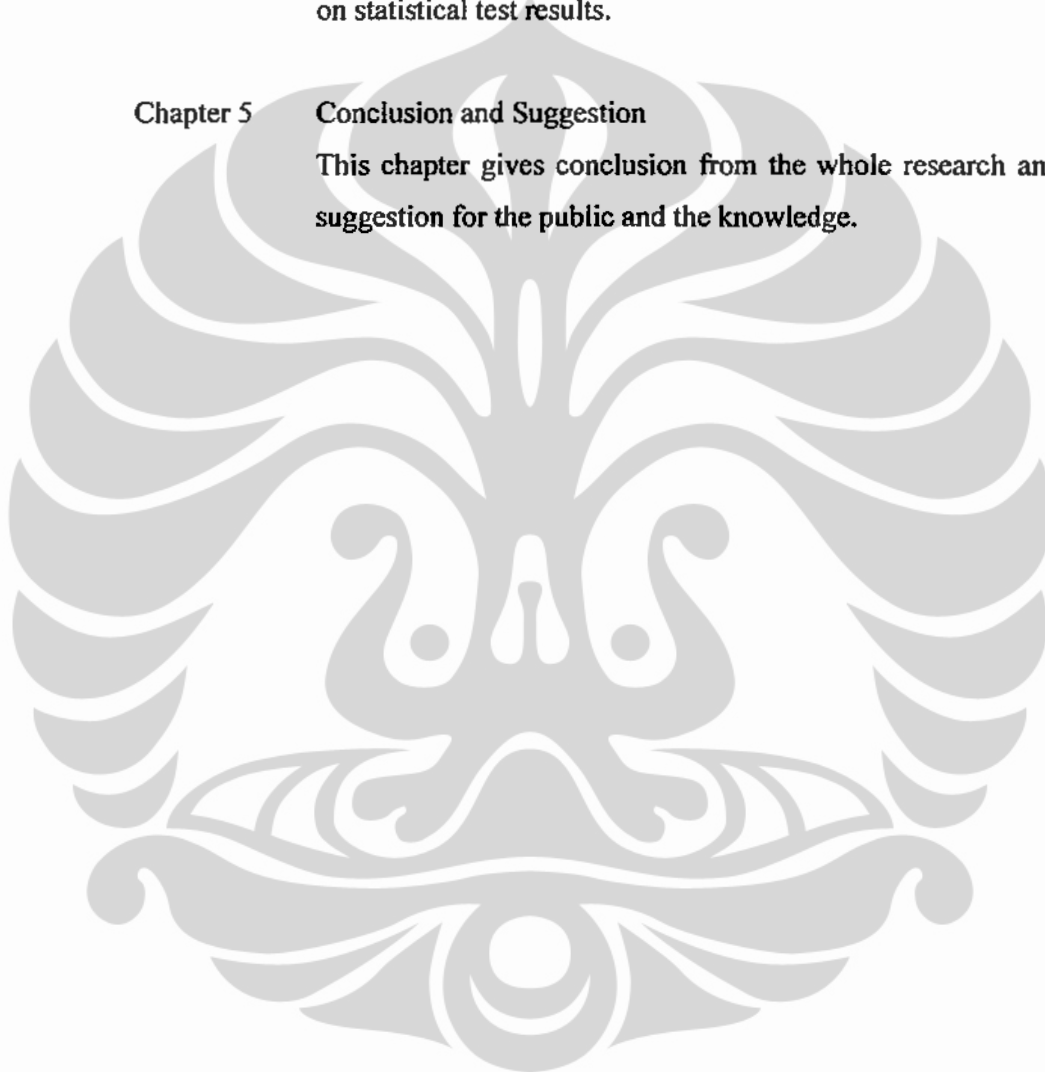 on statistical test results.
Chapter 5 Conclusion and Suggestion
This chapter gives conclusion from the whole research an
suggestion for the public and the knowledge.